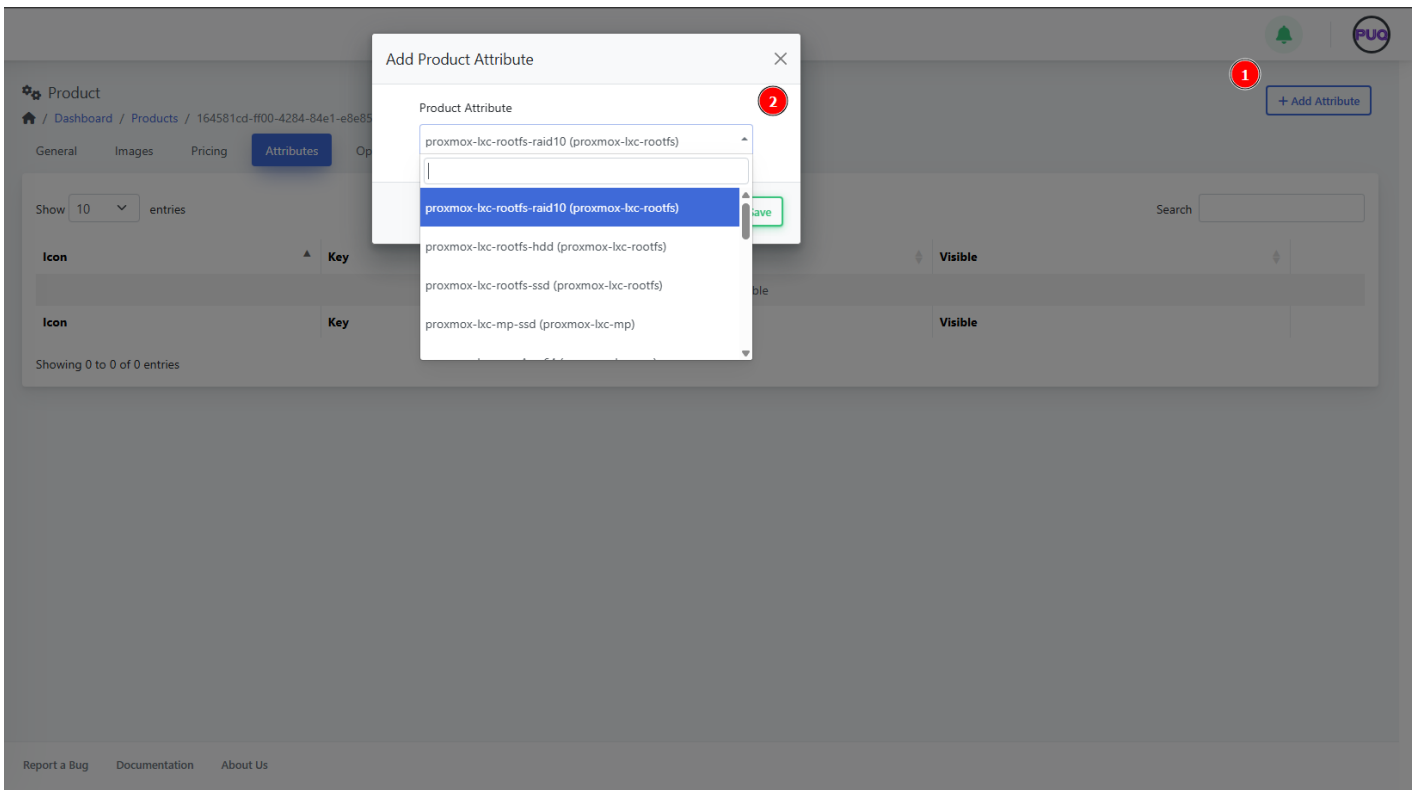 PUQ
Add Product Attribute
1
Product
+ Add Attribute
2
Product Attribute
/ Dashboard / Products / 164581cd-ff00-4284-84e1-e8e85
proxmox-lxc-rootfs-raid10 (proxmox-lxc-rootfs)
General Images Pricing Attributes Op
proxmox-lxc-rootfs-raid10 (proxmox-lxc-rootfs)
Show 10 entries
Save
Search
proxmox-lxc-rootfs-hdd (proxmox-lxc-rootfs)
Icon Key Visible
proxmox-lxc-rootfs-ssd (proxmox-lxc-rootfs)
ble
proxmox-lxc-mp-ssd (proxmox-lxc-mp)
Icon Key Visible
Showing 0 to 0 of 0 entries
Report a Bug Documentation About Us